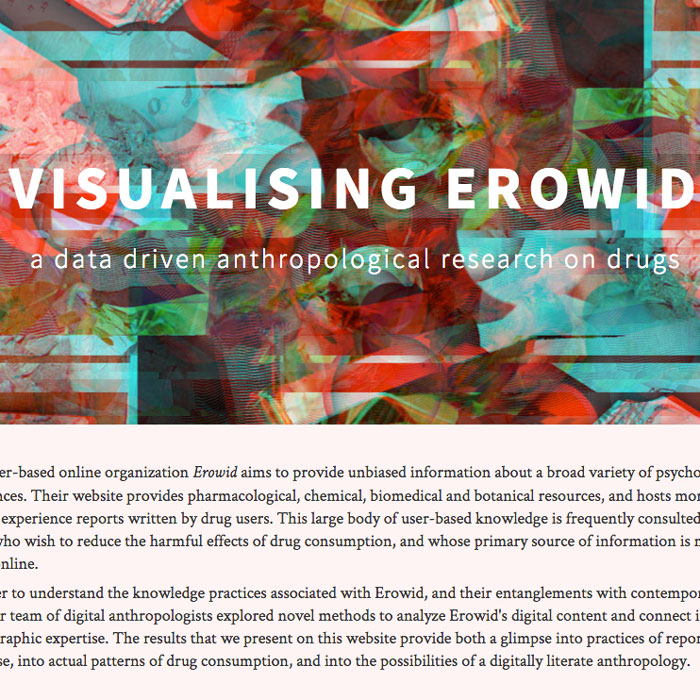 VISUALISING EROWID
a data driven anthropological research on drugs
er-based online organization Erowid aims to provide unbiased information about a broad variety of psycho
nces. Their website provides pharmacological, chemical, biomedical and botanical resources, and hosts mor
experience reports written by drug users. This large body of user-based knowledge is frequently consulted
who wish to reduce the harmful effects of drug consumption, and whose primary source of information is
online.
er to understand the knowledge practices associated with Erowid, and their entanglements with contempor
r team of digital anthropologists explored novel methods to analyze Erowid's digital content and connect i
raphic expertise. The results that we present on this website provide both a glimpse into practices of repor
se, into actual patterns of drug consumption, and into the possibilities of a digitally literate anthropology.